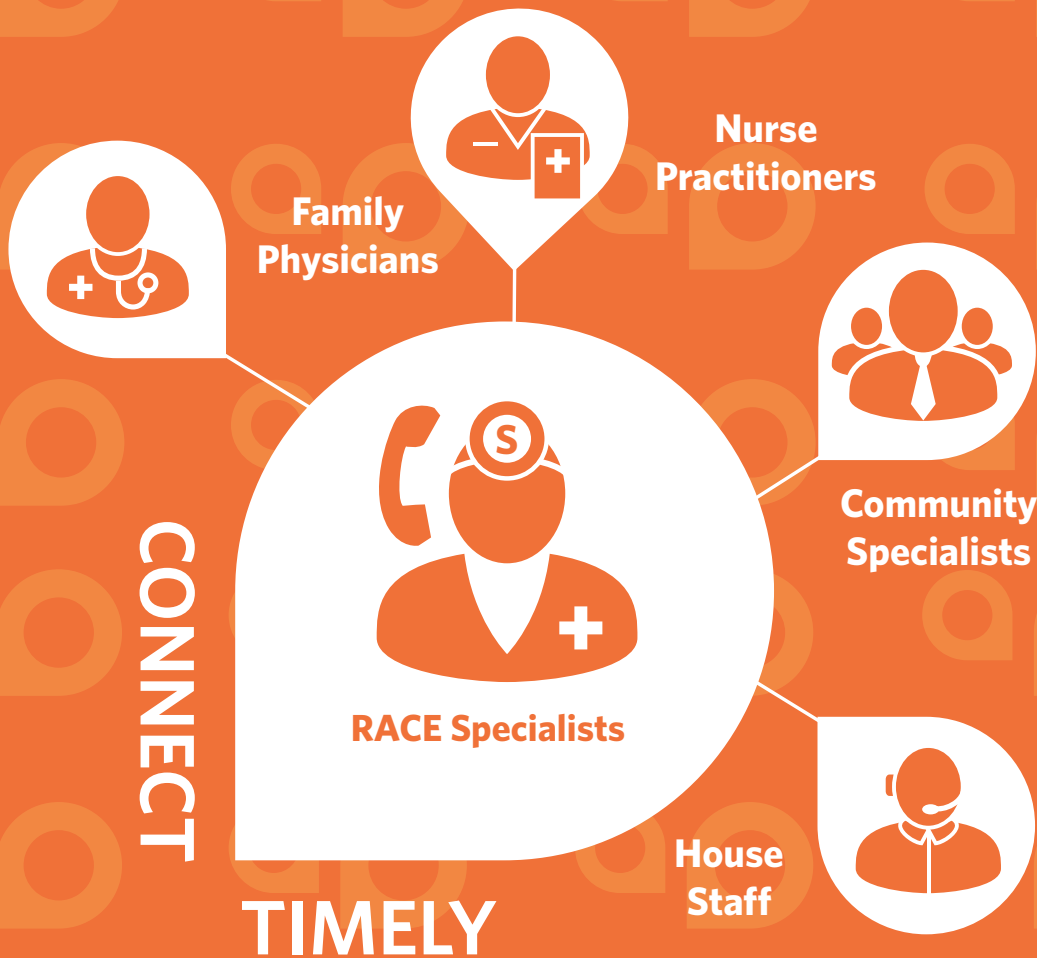 Nurse
Practitioners
Family
Physicians
S
Community
Specialists
CONNECT
RACE Specialists
House
Staff
TIMELY